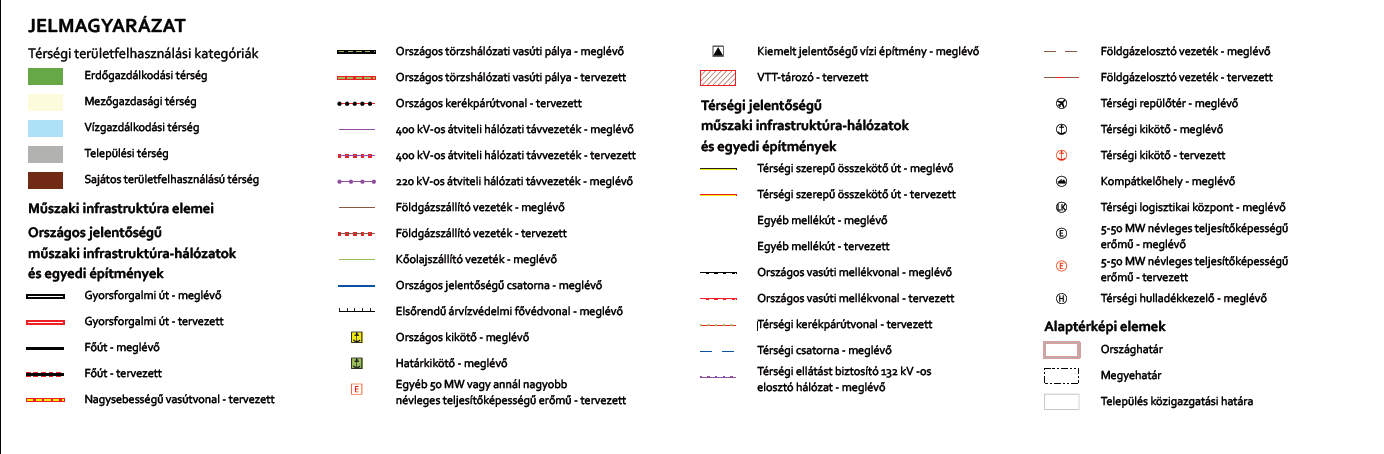 JELMAGYARÁZAT
Térségi területfelhasználási kategóriák
Erdőgazdálkodási térség
Mezőgazdasági térség
Vízgazdálkodási térség
Települési térség
Sajátos területfelhasználású térség
Műszaki infrastruktúra elemei
Országos jelentőségű
műszaki infrastruktúra-hálózatok
és egyedi építmények
Gyorsforgalmi út - meglévő
Gyorsforgalmi út - tervezett
Főút - meglévő
Főút - tervezett
Nagysebességű vasútvonal - tervezett
Országos törzshálózati vasúti pálya - meglévő
Országos törzshálózati vasúti pálya - tervezett
Országos kerékpárútvonal - tervezett
400 kV-os átviteli hálózati távvezeték - meglévő
400 kV-os átviteli hálózati távvezeték - tervezett
220 kV-os átviteli hálózati távvezeték - meglévő
Földgázszállító vezeték - meglévő
Földgázszállító vezeték - tervezett
Kőolajszállító vezeték - meglévő
Országos jelentőségű csatorna - meglévő
Elsőrendű árvízvédelmi fővédvonal - meglévő
Országos kikötő - meglévő
Határkikötő - meglévő
E
Egyéb 50 MW vagy annál nagyobb
névleges teljesítőképességű erőmű - tervezett
Kiemelt jelentőségű vízi építmény - meglévő
VTT-tározó - tervezett
Térségi jelentőségű
műszaki infrastruktúra-hálózatok
és egyedi építmények
Térségi szerepű összekötő út - meglévő
Térségi szerepű összekötő út - tervezett
Egyéb mellékút - meglévő
Egyéb mellékút - tervezett
Országos vasúti mellékvonal - meglévő
Országos vasúti mellékvonal - tervezett
Térségi kerékpárútvonal - tervezett
Térségi csatorna - meglévő
Térségi ellátást biztosító 132 kV -os
elosztó hálózat - meglévő
Földgázelosztó vezeték - meglévő
Földgázelosztó vezeték - tervezett
Térségi repülőtér - meglévő
Térségi kikötő - meglévő
Térségi kikötő - tervezett
Kompátkelőhely - meglévő
LK Térségi logisztikai központ - meglévő
E 5-50 MW névleges teljesítőképességű
erőmű - meglévő
E 5-50 MW névleges teljesítőképességű
erőmű - tervezett
H Térségi hulladékkezelő - meglévő
Alaptérképi elemek
Országhatár
Megyehatár
Település közigazgatási határa